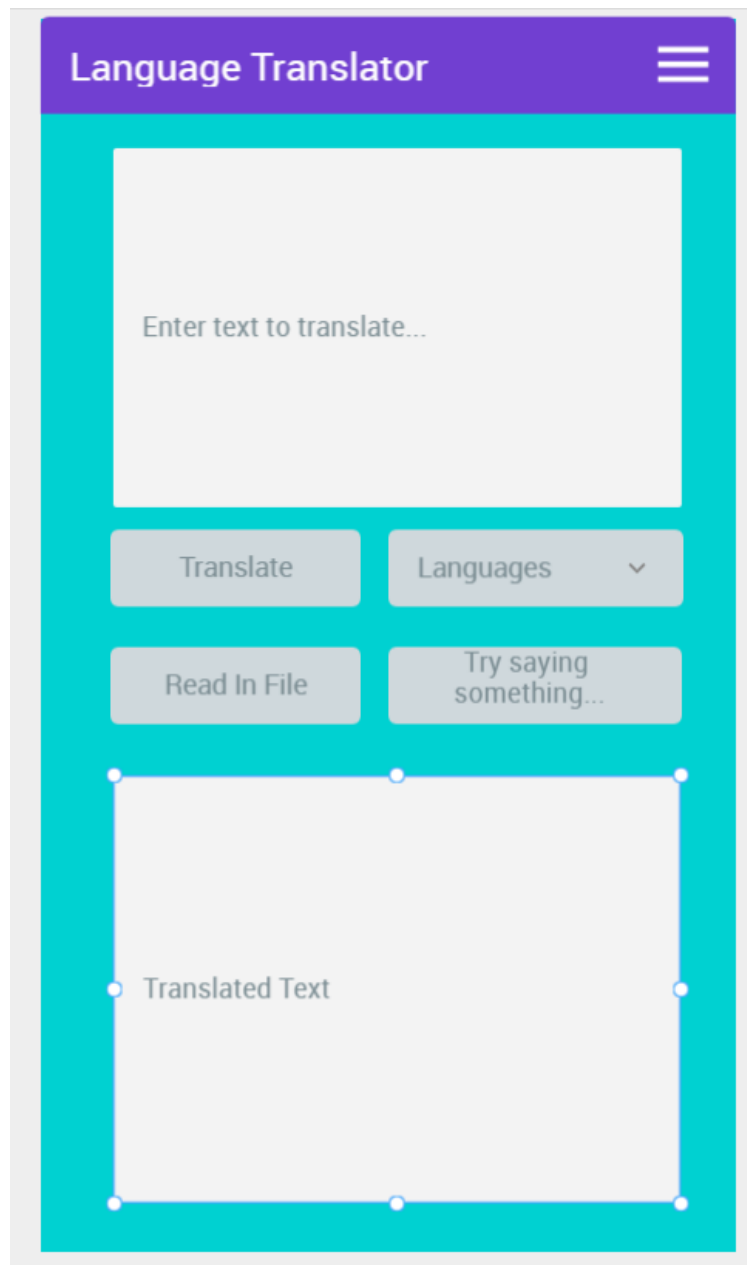 Language Translator
Enter text to translate...
Translate
Languages
Read In File
Try saying
something...
Translated Text